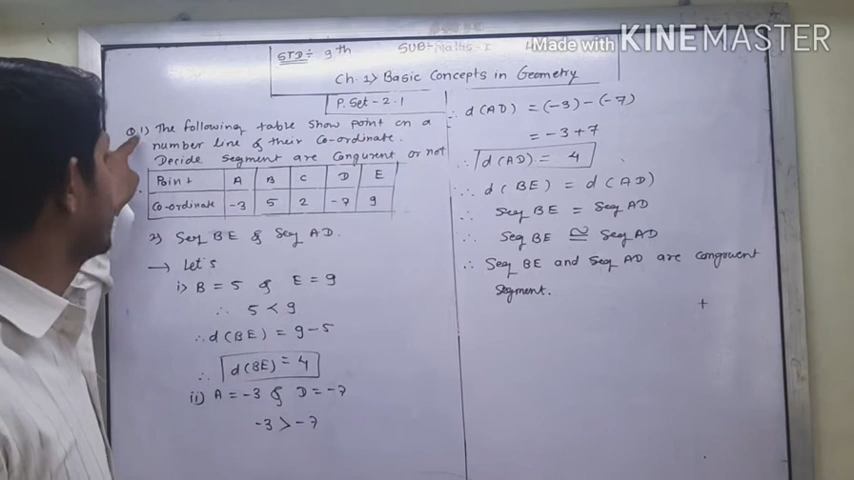 STD÷ 9th SUB÷Maths-I
Made with KINEMASTER
Ch. 1) Basic Concepts in Geometry
P. Set - 2.1
Q.1) The following table show point on a
number line & their co-ordinate.
Decide segment are congurent or not
Point A B C D E
Co-ordinate -3 5 2 -7 9
2) Seg BE & Seg AD.
→ Let's
i) B = 5 & E = 9
∴ 5 < 9
∴ d(BE) = 9-5
∴ d(BE) = 4
ii) A = -3 & D = -7
-3 > -7
∴ d(AD) = (-3) - (-7)
= -3 + 7
∴ d(AD) = 4
∴ d(BE) = d(AD)
∴ Seg BE = Seg AD
∴ Seg BE ≅ Seg AD
∴ Seg BE and Seg AD are congruent
segment.
+